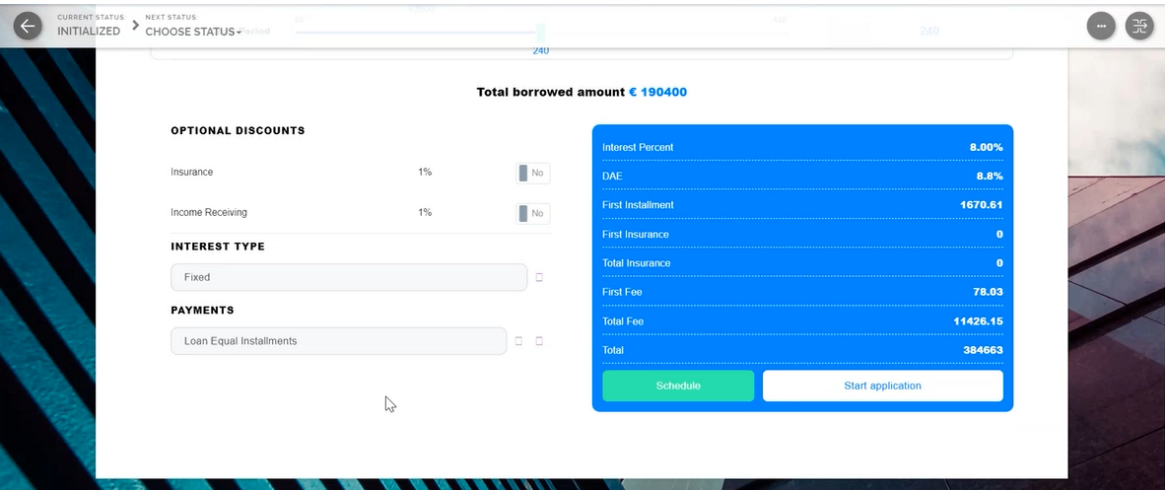 CURRENT STATUS:
INITIALIZED
NEXT STATUS:
CHOOSE STATUS
Period
240
240
Total borrowed amount € 190400
OPTIONAL DISCOUNTS
Insurance 1% No
Income Receiving 1% No
INTEREST TYPE
Fixed
PAYMENTS
Loan Equal Installments
Interest Percent 8.00%
DAE 8.8%
First Installment 1670.61
First Insurance 0
Total Insurance 0
First Fee 78.03
Total Fee 11426.15
Total 384663
Schedule
Start application